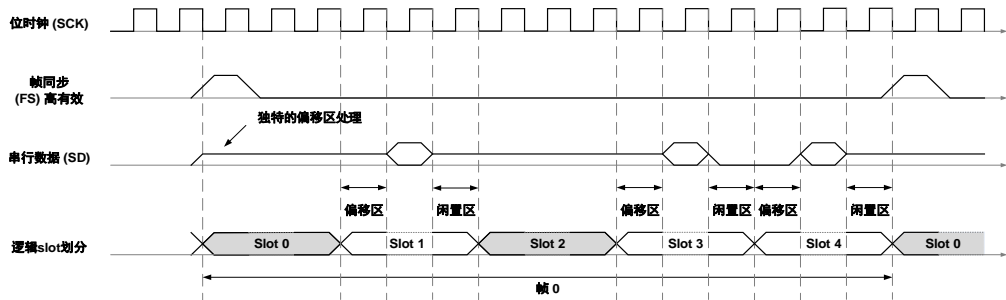 位时钟 (SCK)
帧同步
(FS) 高有效
独特的偏移区处理
串行数据 (SD)
偏移区
闲置区
偏移区
闲置区
偏移区
闲置区
逻辑slot划分
Slot 0
Slot 1
Slot 2
Slot 3
Slot 4
Slot 0
帧 0